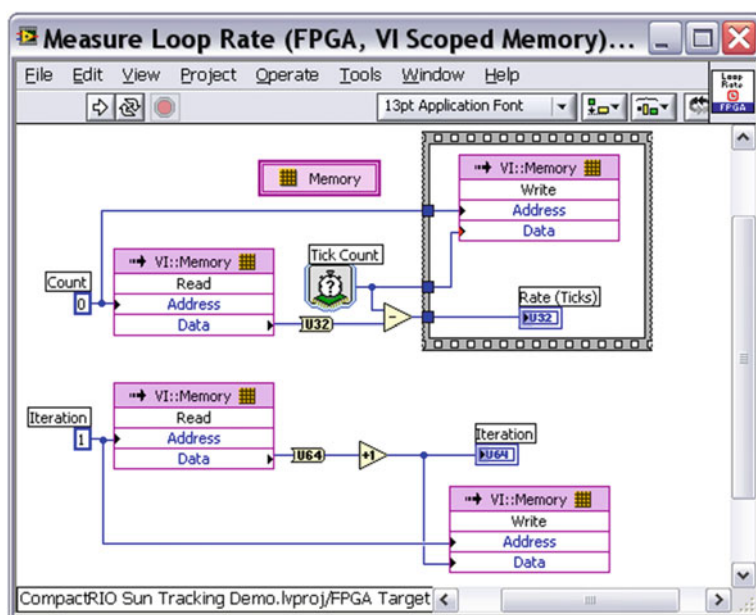 Measure Loop Rate (FPGA, VI Scoped Memory)...
File Edit View Project Operate Tools Window Help
Loop
Rate
FPGA
13pt Application Font
Memory
VI::Memory
Write
Address
Data
Tick Count
VI::Memory
Read
Address
Data
Count
0
U32
Rate (Ticks)
U32
VI::Memory
Read
Address
Data
Iteration
1
U64
+1
Iteration
U64
VI::Memory
Write
Address
Data
CompactRIO Sun Tracking Demo.lvproj/FPGA Target